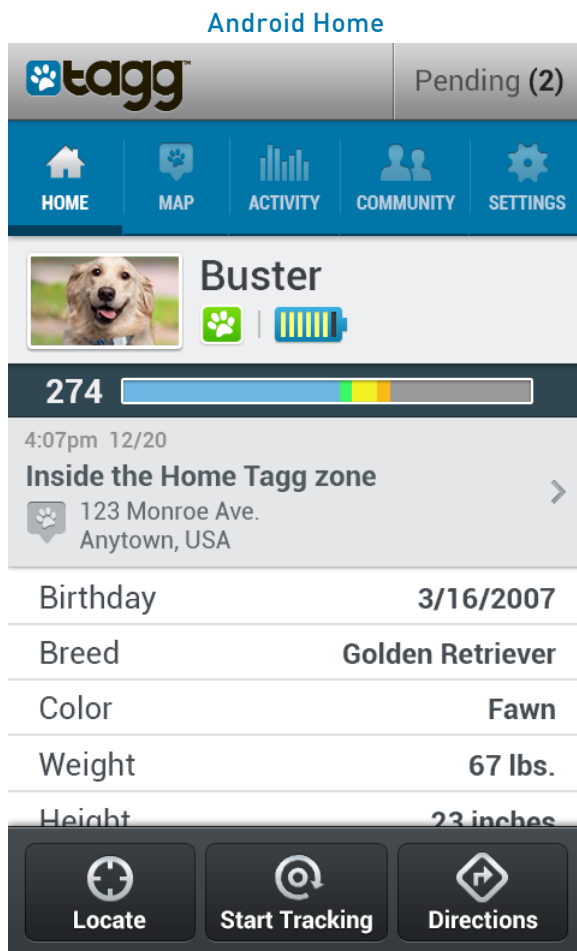 Android Home
tagg™
Pending (2)
HOME
MAP
ACTIVITY
COMMUNITY
SETTINGS
Buster
274
4:07pm 12/20
Inside the Home Tagg zone
123 Monroe Ave.
Anytown, USA
Birthday 3/16/2007
Breed Golden Retriever
Color Fawn
Weight 67 lbs.
Height 23 inches
Locate
Start Tracking
Directions